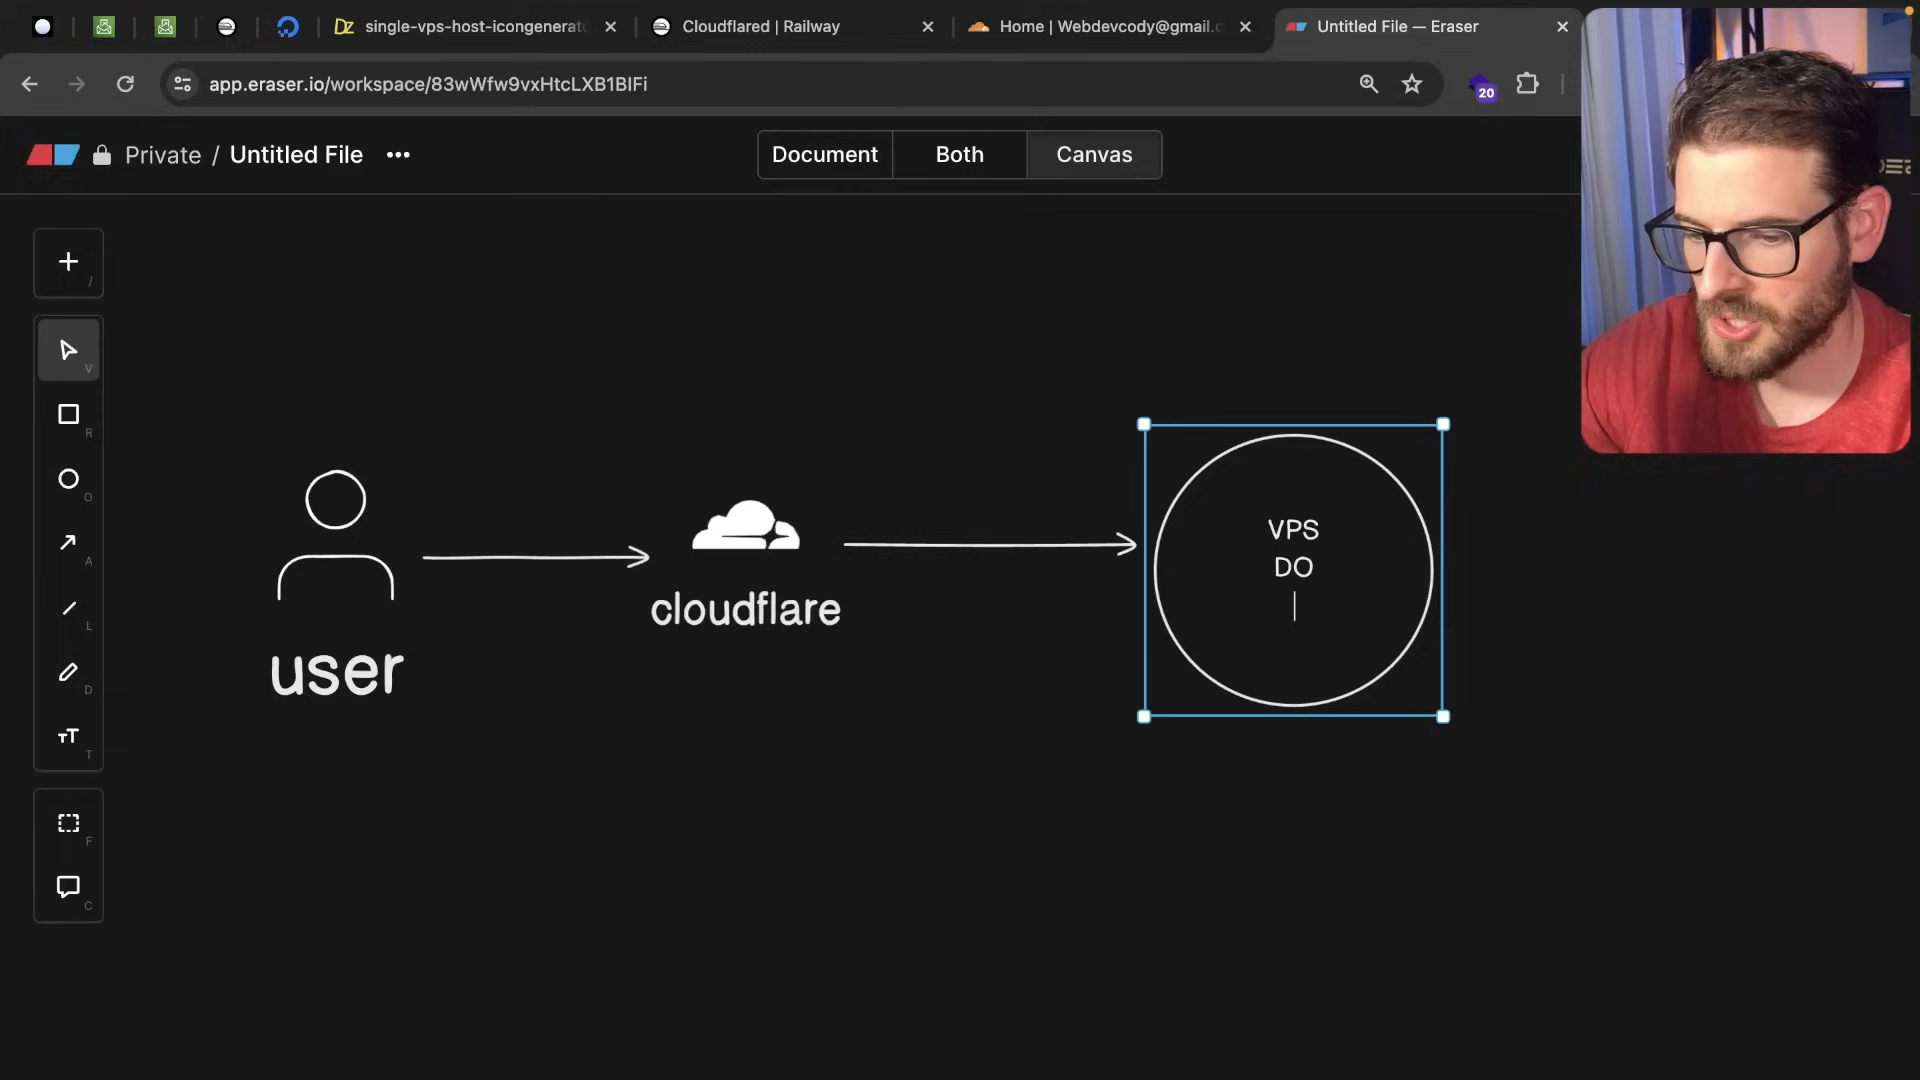 single-vps-host-icongenerato
Cloudflared | Railway
Home | Webdevcody@gmail.c
Untitled File — Eraser
app.eraser.io/workspace/83wWfw9vxHtcLXB1BIFi
20
Private / Untitled File
Document
Both
Canvas
/
V
R
O
A
L
D
T
F
C
user
cloudflare
VPS
DO